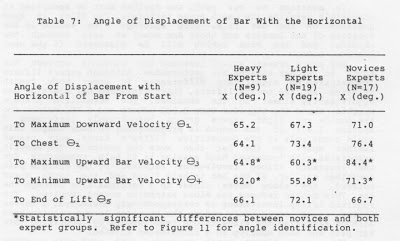 Table 7: Angle of Displacement of Bar With the Horizontal
Heavy Light Novices
Experts Experts Experts
Angle of Displacement with (N=9) (N=19) (N=17)
Horizontal of Bar From Start X (deg.) X (deg.) X (deg.)
To Maximum Downward Velocity Θ₁ 65.2 67.3 71.0
To Chest Θ₂ 64.1 73.4 76.4
To Maximum Upward Bar Velocity Θ₃ 64.8* 60.3* 84.4*
To Minimum Upward Bar Velocity Θ₄ 62.0* 55.8* 71.3*
To End of Lift Θ₅ 66.1 72.1 66.7
*Statistically significant differences between novices and both
expert groups. Refer to Figure 11 for angle identification.